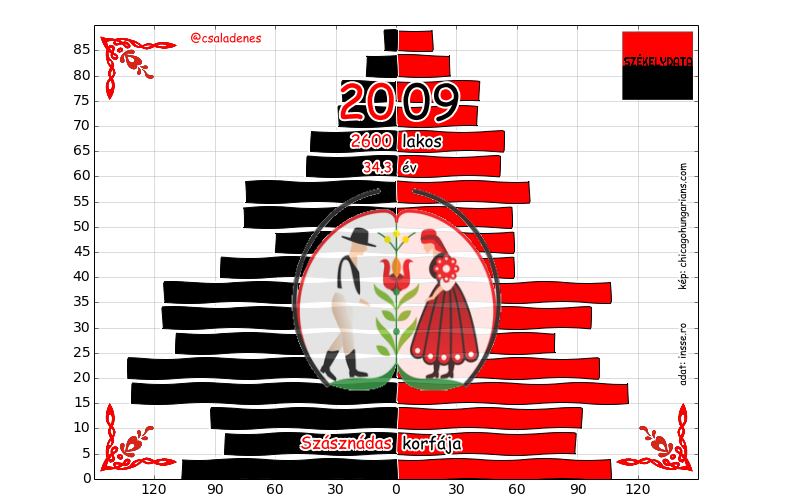 @csaladenes
SZÉKELYDATA
2009
2600 lakos
34.3 év
kép: chicagohungarians.com
adat: insse.ro
Szásznádas korfája
85
80
75
70
65
60
55
50
45
40
35
30
25
20
15
10
5
0
120 90 60 30 0 30 60 90 120